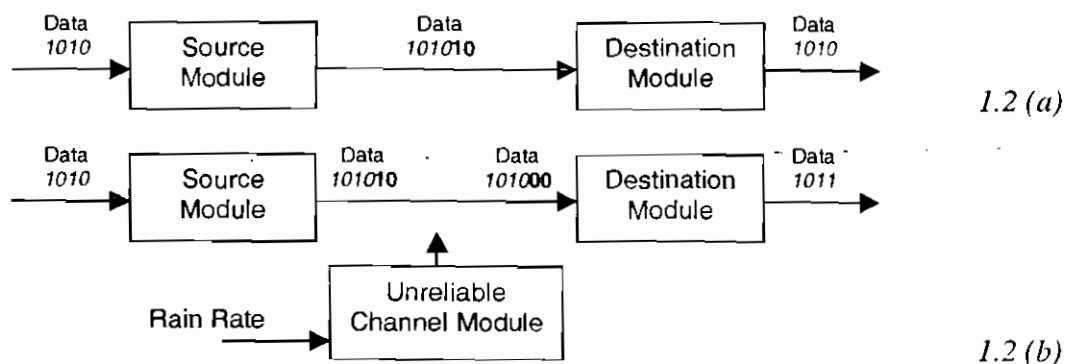 Data
1010
Source
Module
Data
101010
Destination
Module
Data
1010
1.2 (a)
Data
1010
Source
Module
Data
101010
Data
101000
Destination
Module
Data
1011
Rain Rate
Unreliable
Channel Module
1.2 (b)